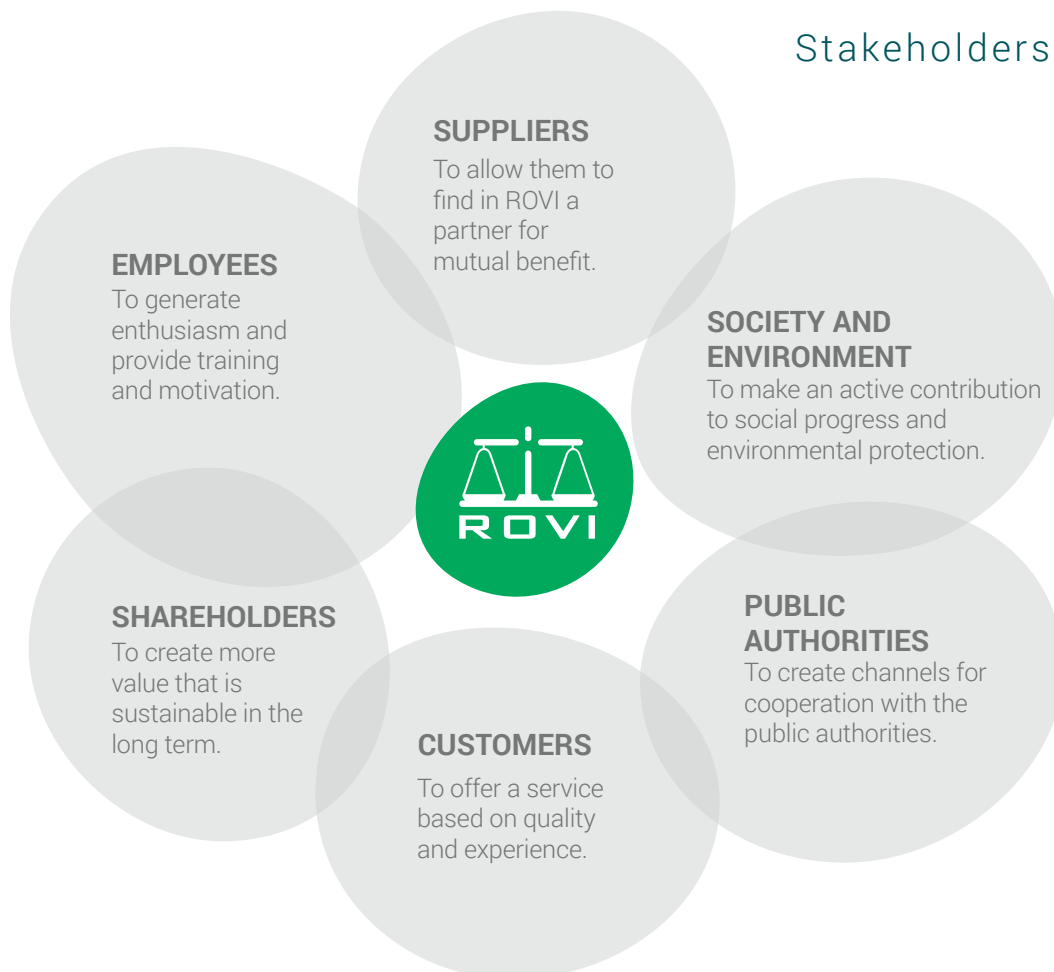 Stakeholders
SUPPLIERS
To allow them to
find in ROVI a
partner for
mutual benefit.
EMPLOYEES
To generate
enthusiasm and
provide training
and motivation.
SOCIETY AND
ENVIRONMENT
To make an active contribution
to social progress and
environmental protection.
ROVI
SHAREHOLDERS
To create more
value that is
sustainable in the
long term.
PUBLIC
AUTHORITIES
To create channels for
cooperation with the
public authorities.
CUSTOMERS
To offer a service
based on quality
and experience.